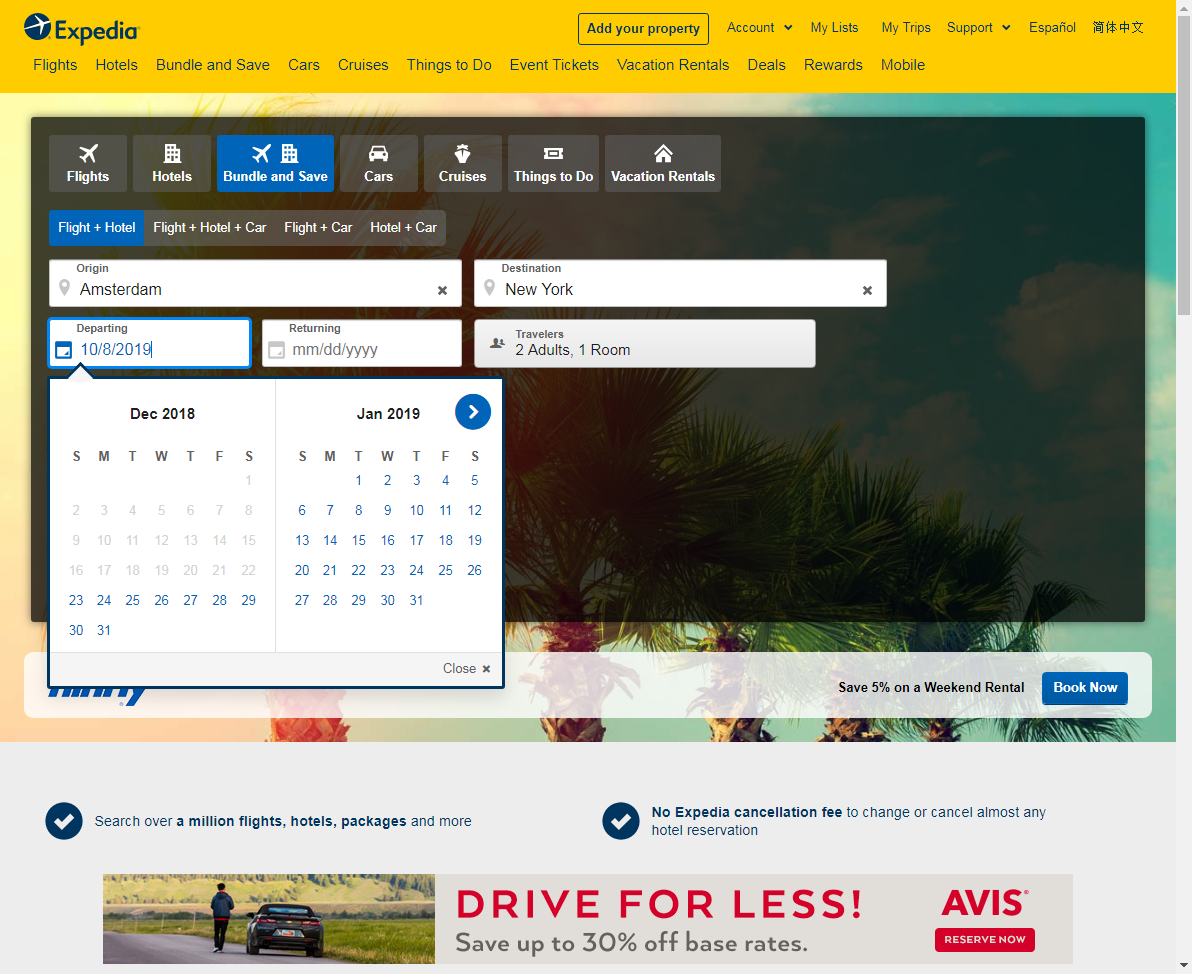 Expedia
Add your property
Account
My Lists
My Trips
Support
Español
简体中文
Flights Hotels Bundle and Save Cars Cruises Things to Do Event Tickets Vacation Rentals Deals Rewards Mobile
Flights
Hotels
Bundle and Save
Cars
Cruises
Things to Do
Vacation Rentals
Flight + Hotel
Flight + Hotel + Car
Flight + Car
Hotel + Car
Origin
Amsterdam
Destination
New York
Departing
10/8/2019
Returning
mm/dd/yyyy
Travelers
2 Adults, 1 Room
Dec 2018
S M T W T F S
1
2 3 4 5 6 7 8
9 10 11 12 13 14 15
16 17 18 19 20 21 22
23 24 25 26 27 28 29
30 31
Jan 2019
S M T W T F S
1 2 3 4 5
6 7 8 9 10 11 12
13 14 15 16 17 18 19
20 21 22 23 24 25 26
27 28 29 30 31
Close
Save 5% on a Weekend Rental
Book Now
Search over a million flights, hotels, packages and more
No Expedia cancellation fee to change or cancel almost any
hotel reservation
DRIVE FOR LESS!
Save up to 30% off base rates.
AVIS®
RESERVE NOW